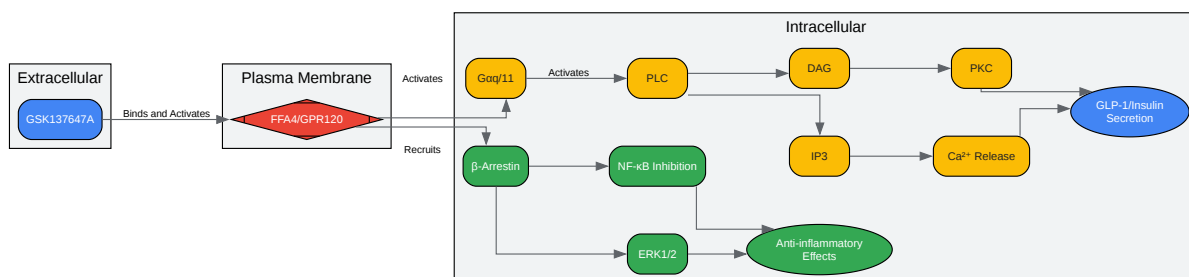 Intracellular
Extracellular
Plasma Membrane
GSK137647A
Binds and Activates
FFA4/GPR120
Activates
Recruits
Gαq/11
Activates
PLC
DAG
PKC
GLP-1/Insulin
Secretion
IP3
Ca²⁺ Release
β-Arrestin
NF-κB Inhibition
ERK1/2
Anti-inflammatory
Effects